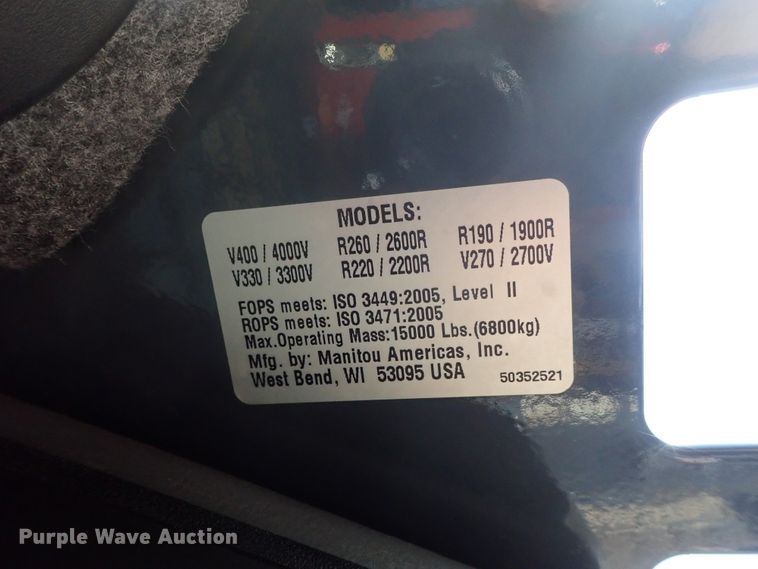 MODELS:
V400 / 4000V R260 / 2600R R190 / 1900R
V330 / 3300V R220 / 2200R V270 / 2700V
FOPS meets: ISO 3449:2005, Level II
ROPS meets: ISO 3471:2005
Max.Operating Mass:15000 Lbs.(6800kg)
Mfg. by: Manitou Americas, Inc.
West Bend, WI 53095 USA 50352521
Purple Wave Auction